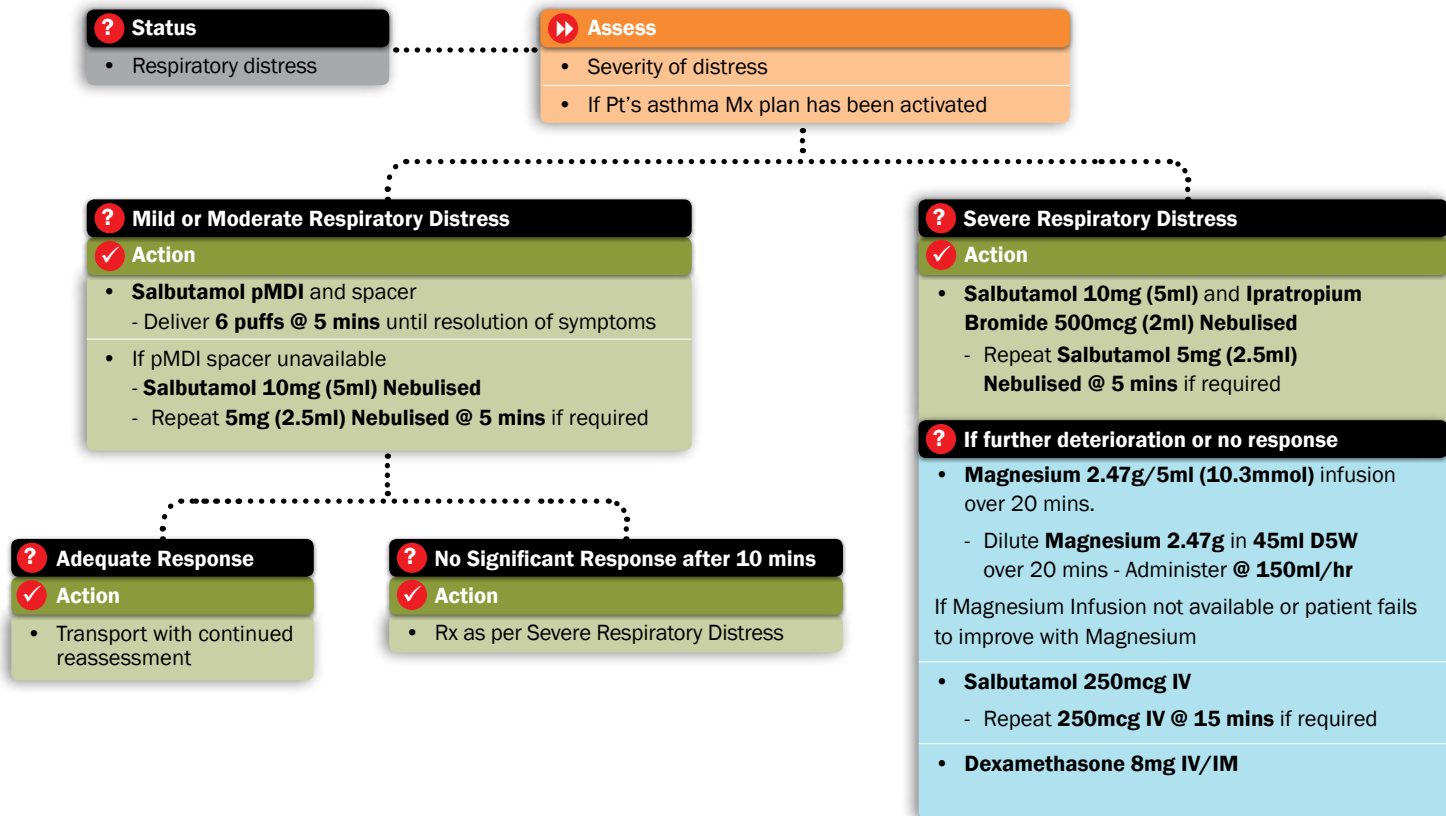 Status
• Respiratory distress
Assess
• Severity of distress
• If Pt’s asthma Mx plan has been activated
Mild or Moderate Respiratory Distress
Action
• Salbutamol pMDI and spacer
- Deliver 6 puffs @ 5 mins until resolution of symptoms
• If pMDI spacer unavailable
- Salbutamol 10mg (5ml) Nebulised
- Repeat 5mg (2.5ml) Nebulised @ 5 mins if required
Adequate Response
Action
• Transport with continued
reassessment
No Significant Response after 10 mins
Action
• Rx as per Severe Respiratory Distress
Severe Respiratory Distress
Action
• Salbutamol 10mg (5ml) and Ipratropium
Bromide 500mcg (2ml) Nebulised
- Repeat Salbutamol 5mg (2.5ml)
Nebulised @ 5 mins if required
If further deterioration or no response
• Magnesium 2.47g/5ml (10.3mmol) infusion
over 20 mins.
- Dilute Magnesium 2.47g in 45ml D5W
over 20 mins - Administer @ 150ml/hr
If Magnesium Infusion not available or patient fails
to improve with Magnesium
• Salbutamol 250mcg IV
- Repeat 250mcg IV @ 15 mins if required
• Dexamethasone 8mg IV/IM